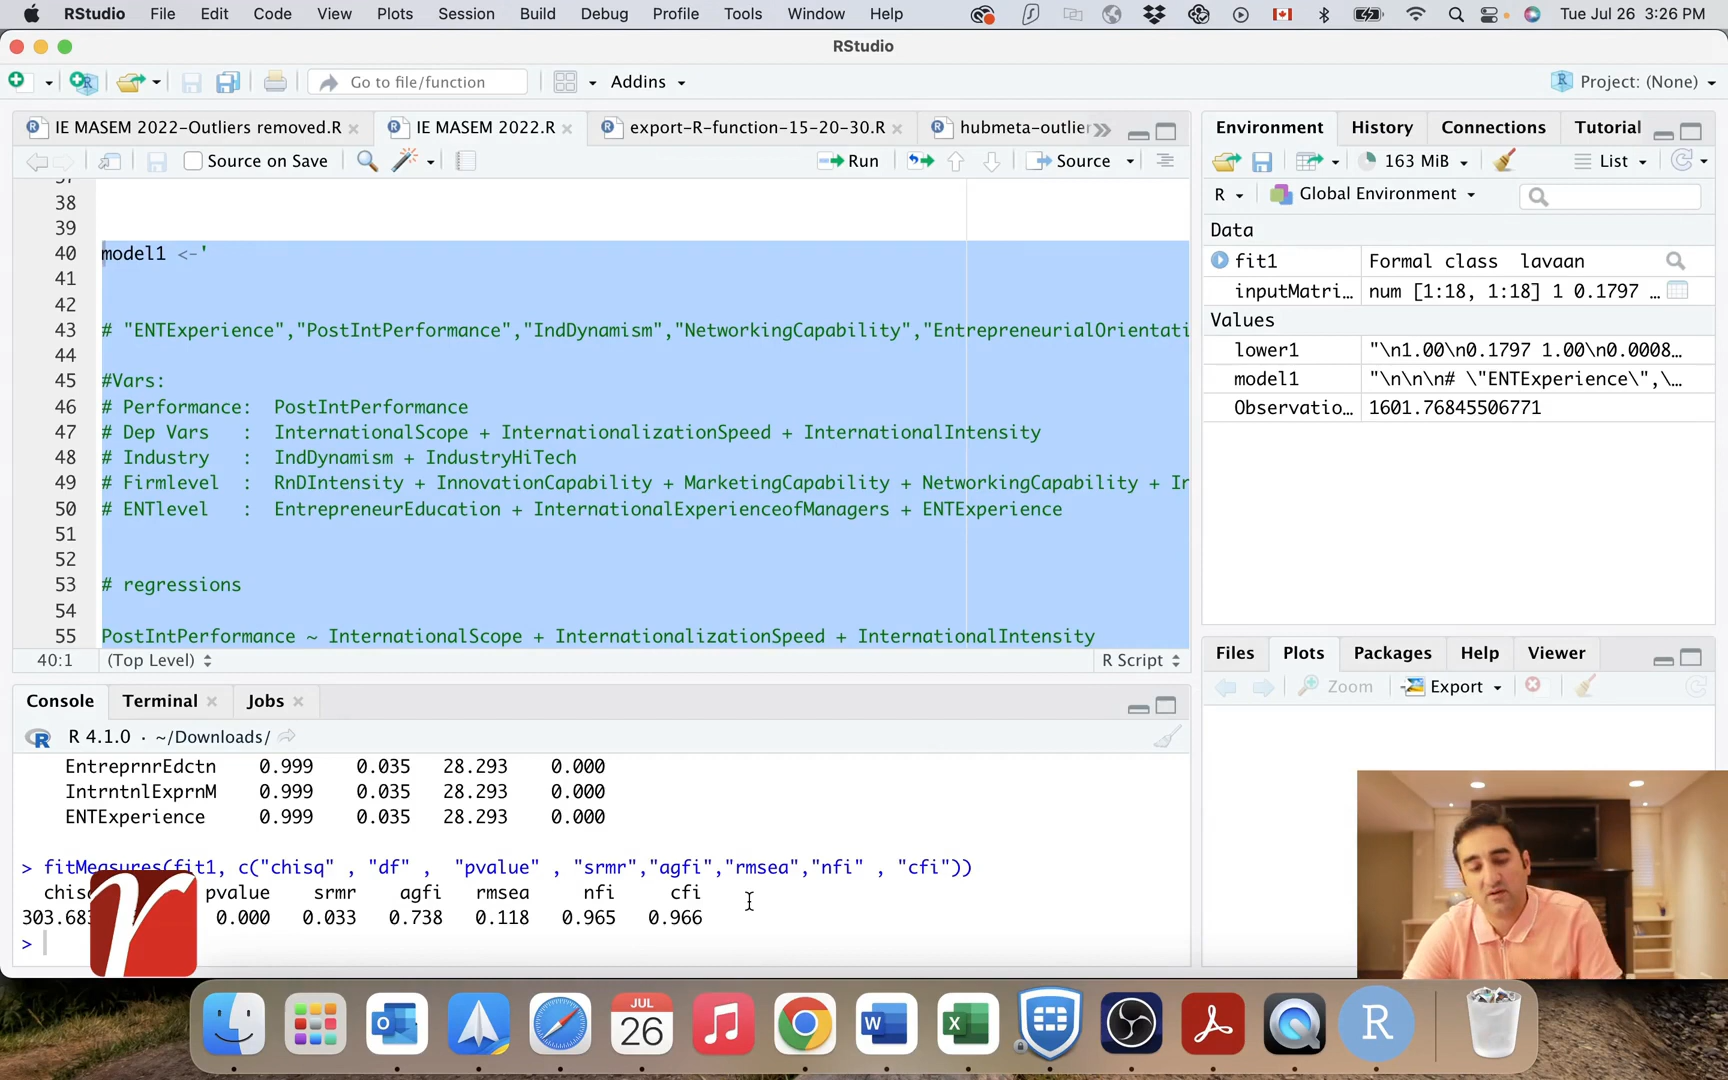 RStudio File Edit Code View Plots Session Build Debug Profile Tools Window Help Tue Jul 26 3:26 PM
RStudio
Go to file/function Addins Project: (None)
IE MASEM 2022-Outliers removed.R IE MASEM 2022.R export-R-function-15-20-30.R hubmeta-outlier
Source on Save Run Source
38
39
40 model1 <-'
41
42
43 # "ENTExperience","PostIntPerformance","IndDynamism","NetworkingCapability","EntrepreneurialOrientati
44
45 #Vars:
46 # Performance: PostIntPerformance
47 # Dep Vars : InternationalScope + InternationalizationSpeed + InternationalIntensity
48 # Industry : IndDynamism + IndustryHiTech
49 # Firmlevel : RnDIntensity + InnovationCapability + MarketingCapability + NetworkingCapability + In
50 # ENTlevel : EntrepreneurEducation + InternationalExperienceofManagers + ENTExperience
51
52
53 # regressions
54
55 PostIntPerformance ~ InternationalScope + InternationalizationSpeed + InternationalIntensity
40:1 (Top Level) R Script
Console Terminal Jobs
R 4.1.0 · ~/Downloads/
EntreprnrEdctn 0.999 0.035 28.293 0.000
IntrntnlExprnM 0.999 0.035 28.293 0.000
ENTExperience 0.999 0.035 28.293 0.000
> fitMeasures(fit1, c("chisq" , "df" , "pvalue" , "srmr","agfi","rmsea","nfi" , "cfi"))
chisq pvalue srmr agfi rmsea nfi cfi
303.683 0.000 0.033 0.738 0.118 0.965 0.966
>
Environment History Connections Tutorial
163 MiB List
R Global Environment
Data
fit1 Formal class lavaan
inputMatri… num [1:18, 1:18] 1 0.1797 …
Values
lower1 "\n1.00\n0.1797 1.00\n0.0008…
model1 "\n\n\n# \"ENTExperience\",\…
Observatio… 1601.76845506771
Files Plots Packages Help Viewer
Zoom Export
r
JUL
26
R